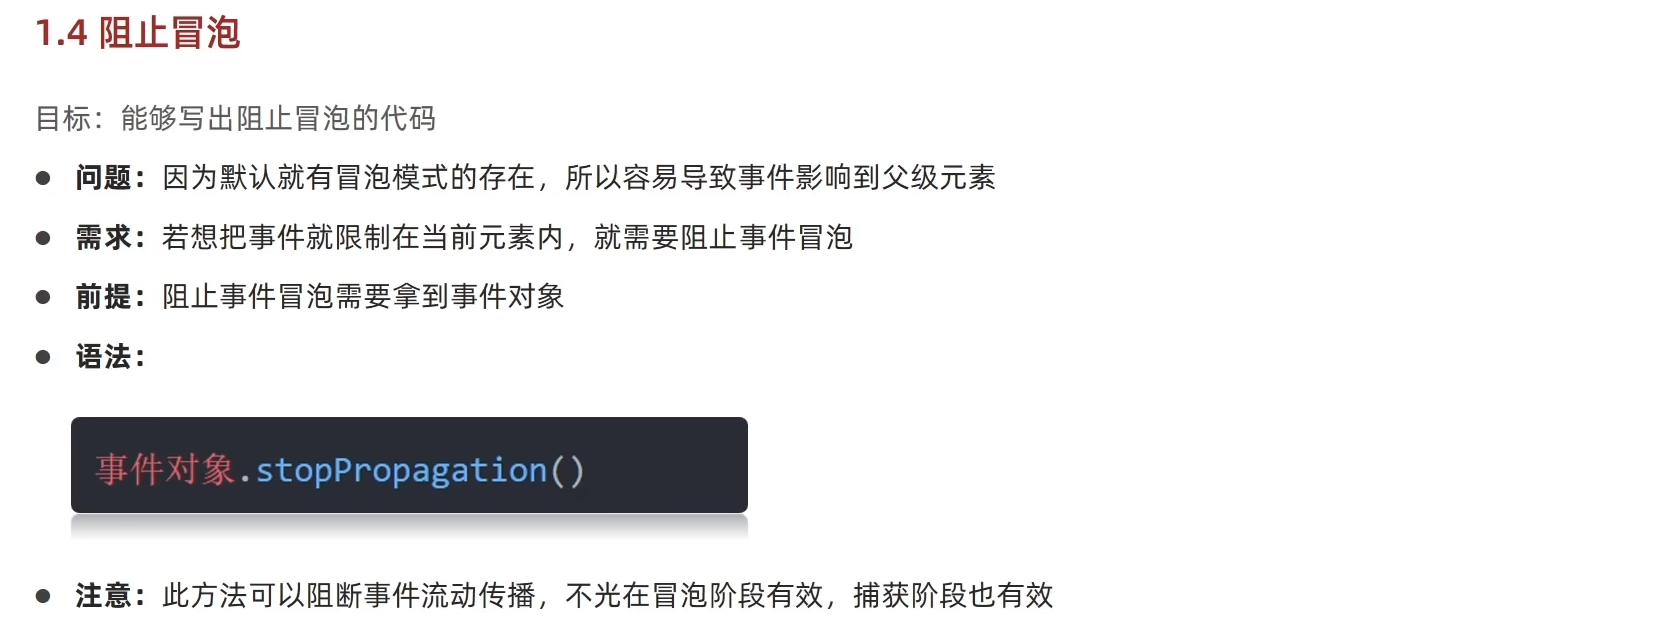 1.4 阻止冒泡
目标：能够写出阻止冒泡的代码
● 问题：因为默认就有冒泡模式的存在，所以容易导致事件影响到父级元素
● 需求：若想把事件就限制在当前元素内，就需要阻止事件冒泡
● 前提：阻止事件冒泡需要拿到事件对象
● 语法：
事件对象.stopPropagation()
● 注意：此方法可以阻断事件流动传播，不光在冒泡阶段有效，捕获阶段也有效